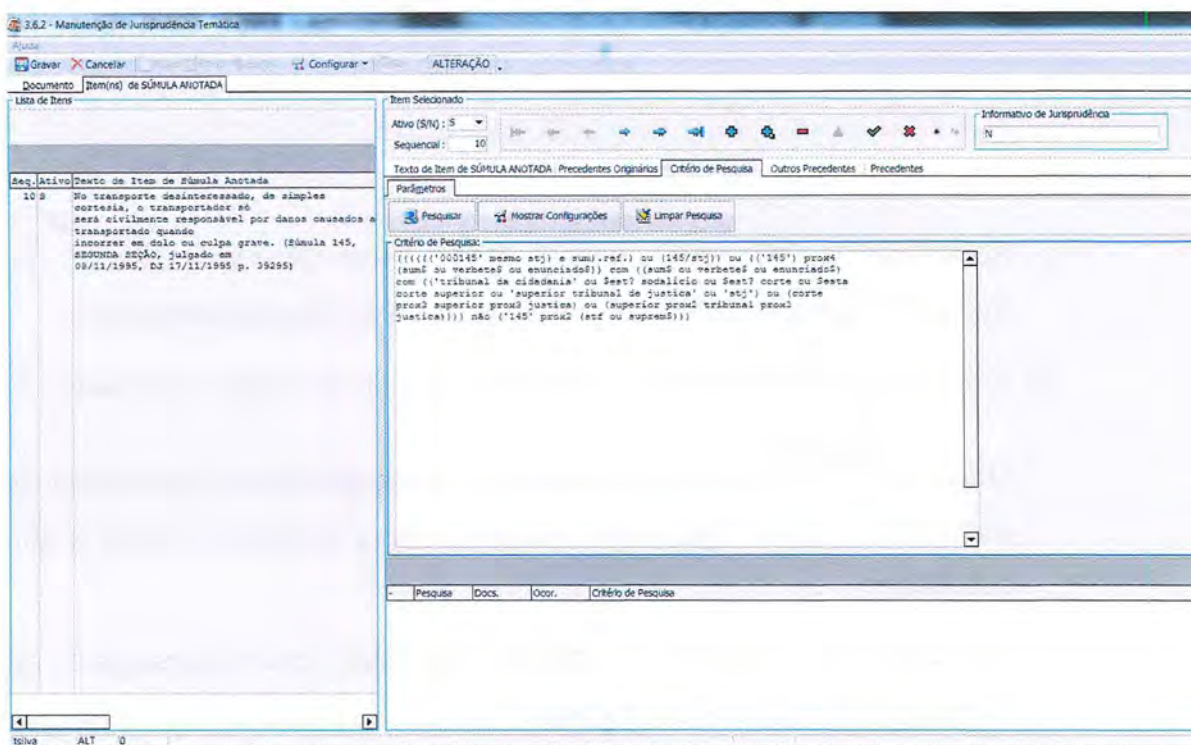 3.6.2 - Manutenção de Jurisprudência Temática
Ajuda
Gravar Cancelar Configurar ALTERAÇÃO
Documento Item(ns) de SÚMULA ANOTADA
Lista de Itens
Seq. Ativo Texto de Item de Súmula Anotada
10 S No transporte desinteressado, de simples
cortesia, o transportador só
será civilmente responsável por danos causados a
transportado quando
incorrer em dolo ou culpa grave. (Súmula 145,
SEGUNDA SEÇÃO, julgado em
08/11/1995, DJ 17/11/1995 p. 39295)
Item Selecionado
Ativo (S/N) : S
Sequencial : 10
Informativo de Jurisprudência
N
Texto de Item de SÚMULA ANOTADA Precedentes Originários Critério de Pesquisa Outros Precedentes Precedentes
Parâmetros
Pesquisar Mostrar Configurações Limpar Pesquisa
Critério de Pesquisa:
(((((('000145' mesmo stj) e sum).ref.) ou (145/stj)) ou (('145') prox4
(sum$ ou verbete$ ou enunciado$)) com ((sum$ ou verbete$ ou enunciado$)
com (('tribunal da cidadania' ou $est? sodalicio ou $est? corte ou $esta
corte superior ou 'superior tribunal de justica' ou 'stj') ou (corte
prox3 superior prox3 justica) ou (superior prox2 tribunal prox3
justica)))) não ('145' prox2 (stf ou suprem$)))
- Pesquisa Docs. Ocor. Critério de Pesquisa
tsilva ALT 0